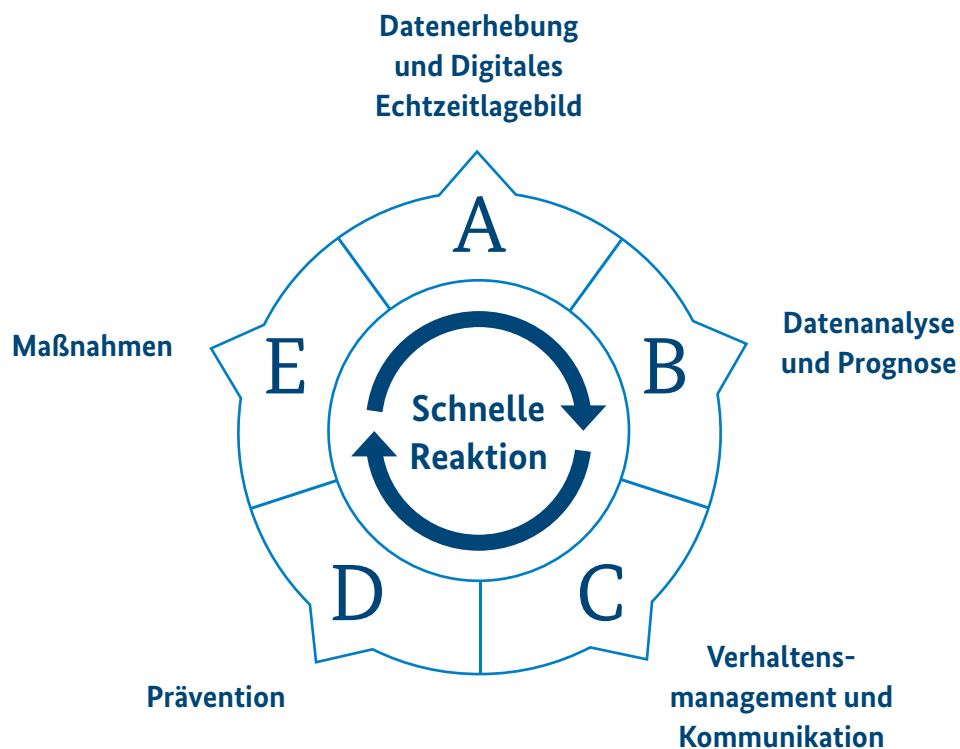 Datenerhebung
und Digitales
Echtzeitlagebild
A
B
Datenanalyse
und Prognose
C
Verhaltens-
management und
Kommunikation
D
Prävention
E
Maßnahmen
Schnelle
Reaktion